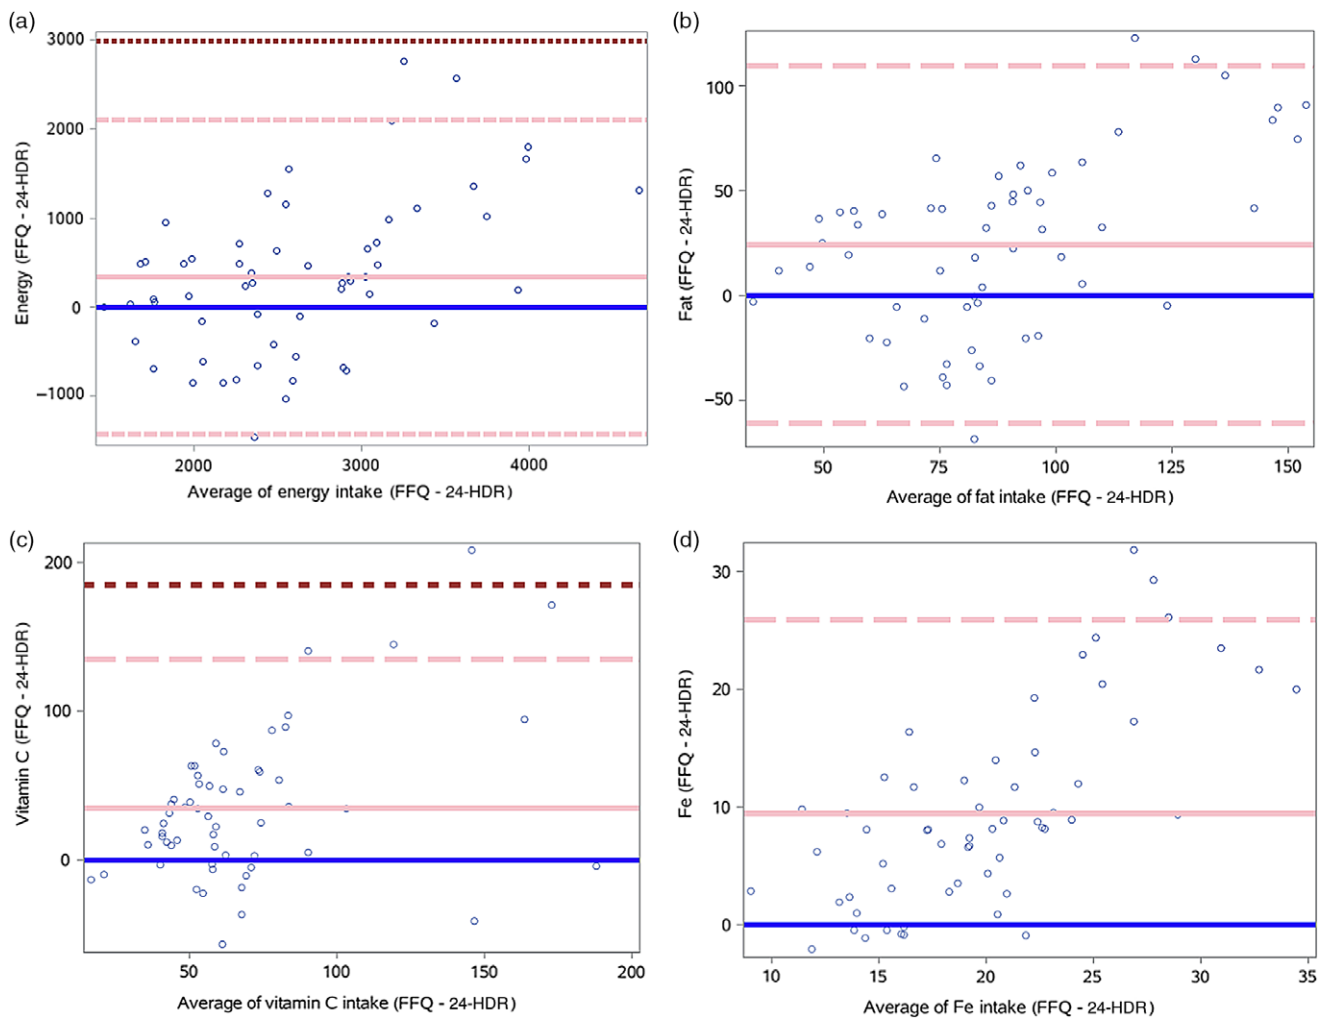 (a)
3000
2000
1000
0
−1000
Energy (FFQ - 24-HDR)
2000 3000 4000
Average of energy intake (FFQ - 24-HDR)
(b)
100
50
0
−50
Fat (FFQ - 24-HDR)
50 75 100 125 150
Average of fat intake (FFQ - 24-HDR)
(c)
200
100
0
Vitamin C (FFQ - 24-HDR)
50 100 150 200
Average of vitamin C intake (FFQ - 24-HDR)
(d)
30
20
10
0
Fe (FFQ - 24-HDR)
10 15 20 25 30 35
Average of Fe intake (FFQ - 24-HDR)